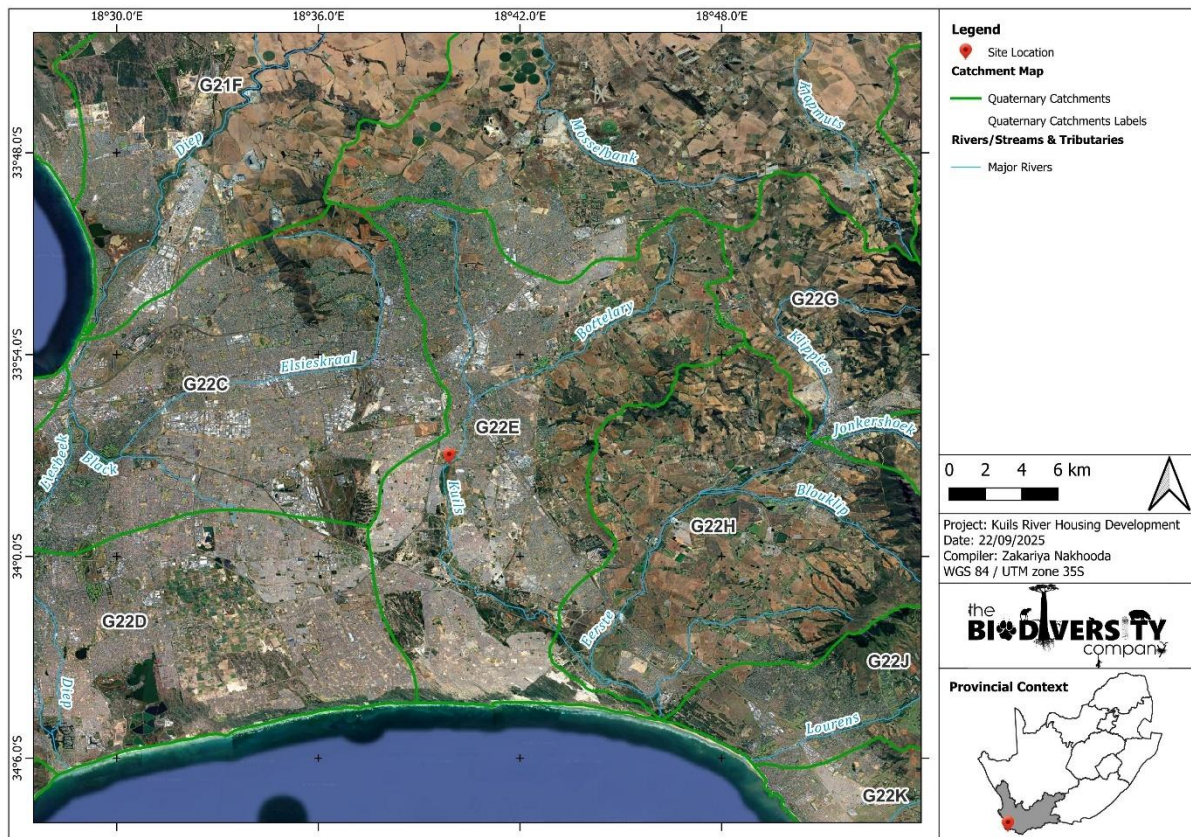 18°30.0'E
18°36.0'E
18°42.0'E
18°48.0'E
33°48.0'S
33°54.0'S
34°0.0'S
34°6.0'S
G21F
Diep
Mosselbank
Klapmuts
G22G
Klippies
Bottelary
Elsieskraal
G22C
G22E
Jonkershoek
Liesbeek
Black
Kuils
Blouklip
G22H
G22D
Eerste
G22J
Diep
Lourens
G22K
Legend
Site Location
Catchment Map
Quaternary Catchments
Quaternary Catchments Labels
Rivers/Streams & Tributaries
Major Rivers
0 2 4 6 km
Project: Kuils River Housing Development
Date: 22/09/2025
Compiler: Zakariya Nakhooda
WGS 84 / UTM zone 35S
the
BIODIVERSITY
company
Provincial Context